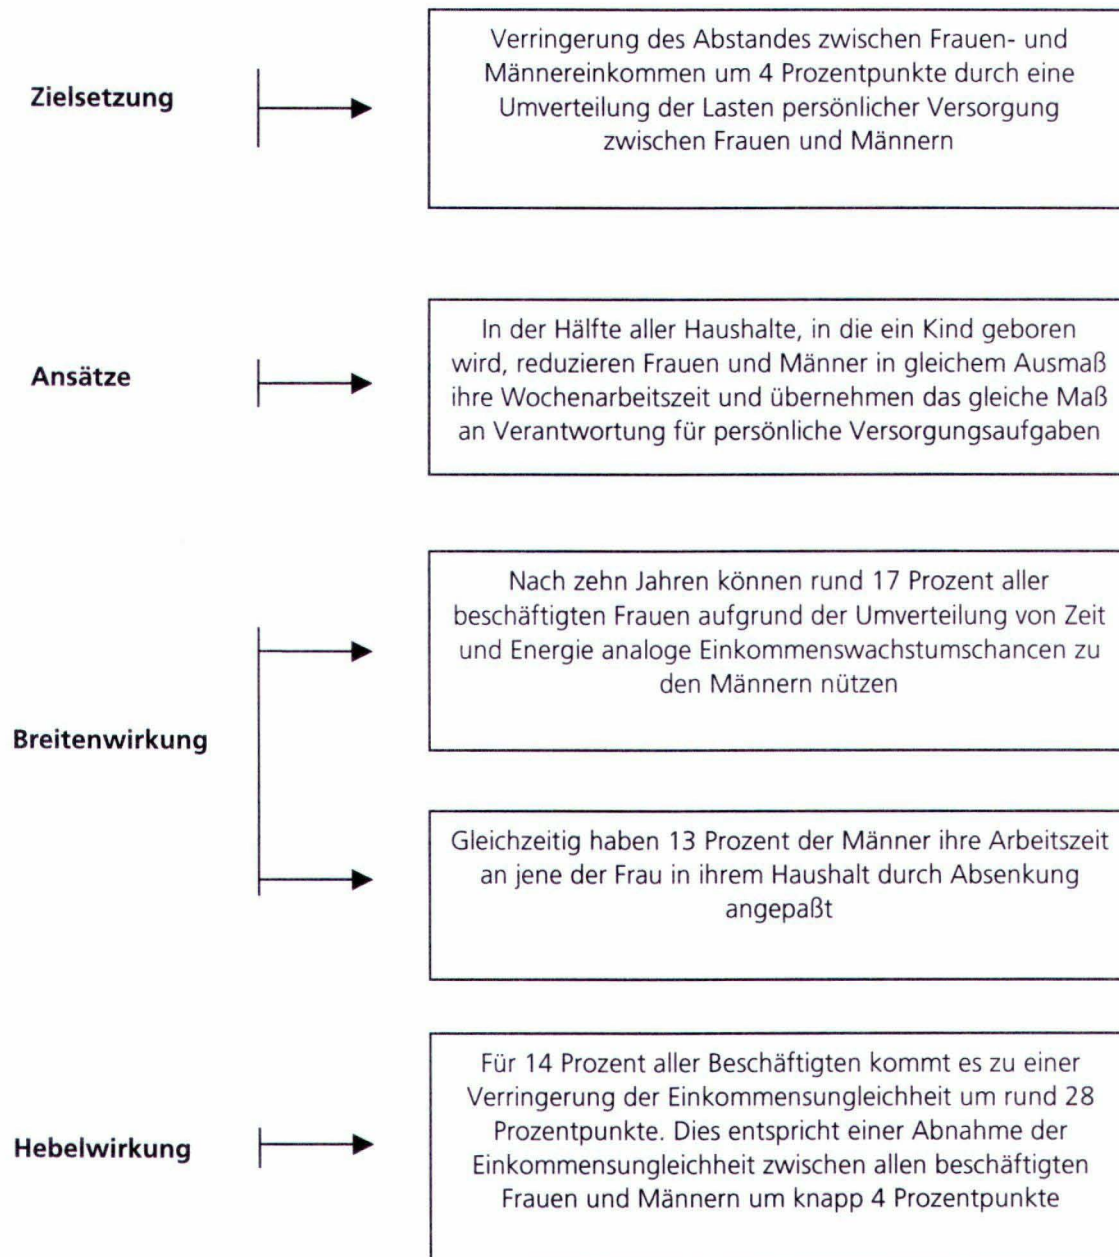 Zielsetzung
Verringerung des Abstandes zwischen Frauen- und
Männereinkommen um 4 Prozentpunkte durch eine
Umverteilung der Lasten persönlicher Versorgung
zwischen Frauen und Männern
Ansätze
In der Hälfte aller Haushalte, in die ein Kind geboren
wird, reduzieren Frauen und Männer in gleichem Ausmaß
ihre Wochenarbeitszeit und übernehmen das gleiche Maß
an Verantwortung für persönliche Versorgungsaufgaben
Breitenwirkung
Nach zehn Jahren können rund 17 Prozent aller
beschäftigten Frauen aufgrund der Umverteilung von Zeit
und Energie analoge Einkommenswachstumschancen zu
den Männern nützen
Gleichzeitig haben 13 Prozent der Männer ihre Arbeitszeit
an jene der Frau in ihrem Haushalt durch Absenkung
angepaßt
Hebelwirkung
Für 14 Prozent aller Beschäftigten kommt es zu einer
Verringerung der Einkommensungleichheit um rund 28
Prozentpunkte. Dies entspricht einer Abnahme der
Einkommensungleichheit zwischen allen beschäftigten
Frauen und Männern um knapp 4 Prozentpunkte